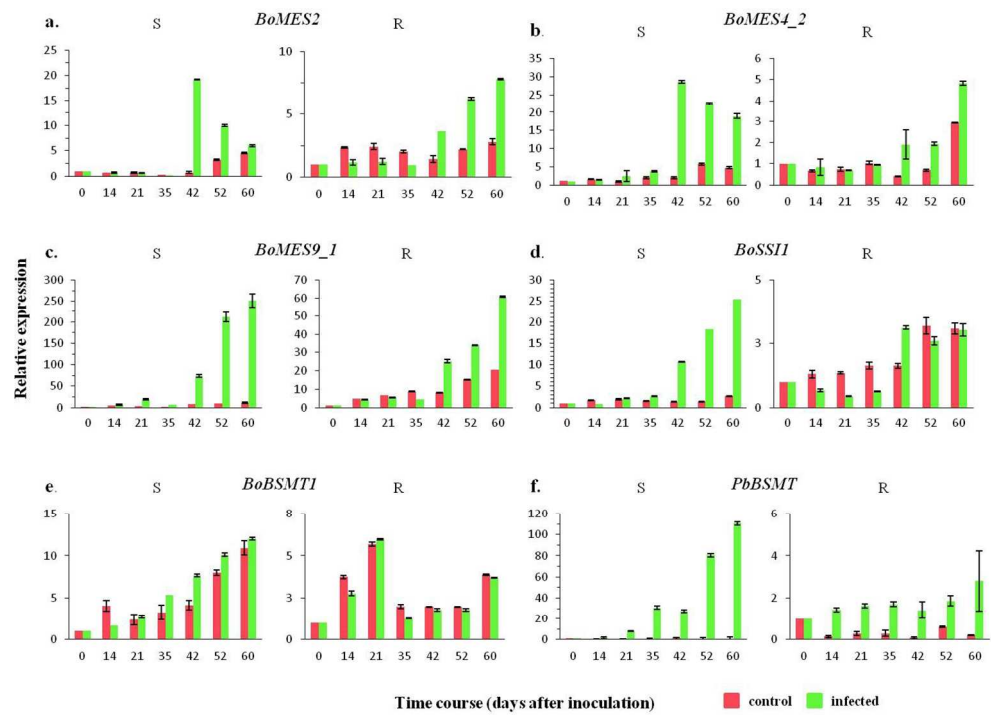 a. BoMES2
S R
25 20 15 10 5 0
0 14 21 35 42 52 60
10 5 0
0 14 21 35 42 52 60
b. BoMES4_2
S R
35 30 25 20 15 10 5 0
0 14 21 35 42 52 60
6 5 4 3 2 1 0
0 14 21 35 42 52 60
c. BoMES9_1
S R
300 250 200 150 100 50 0
0 14 21 35 42 52 60
70 60 50 40 30 20 10 0
0 14 21 35 42 52 60
d. BoSSI1
S R
30 25 20 15 10 5 0
0 14 21 35 42 52 60
5 3 0
0 14 21 35 42 52 60
Relative expression
e. BoBSMT1
S R
15 10 5 0
0 14 21 35 42 52 60
8 5 3 0
0 14 21 35 42 52 60
f. PbBSMT
S R
120 100 80 60 40 20 0
0 14 21 35 42 52 60
6 4 2 0
0 14 21 35 42 52 60
Time course (days after inoculation)
control infected